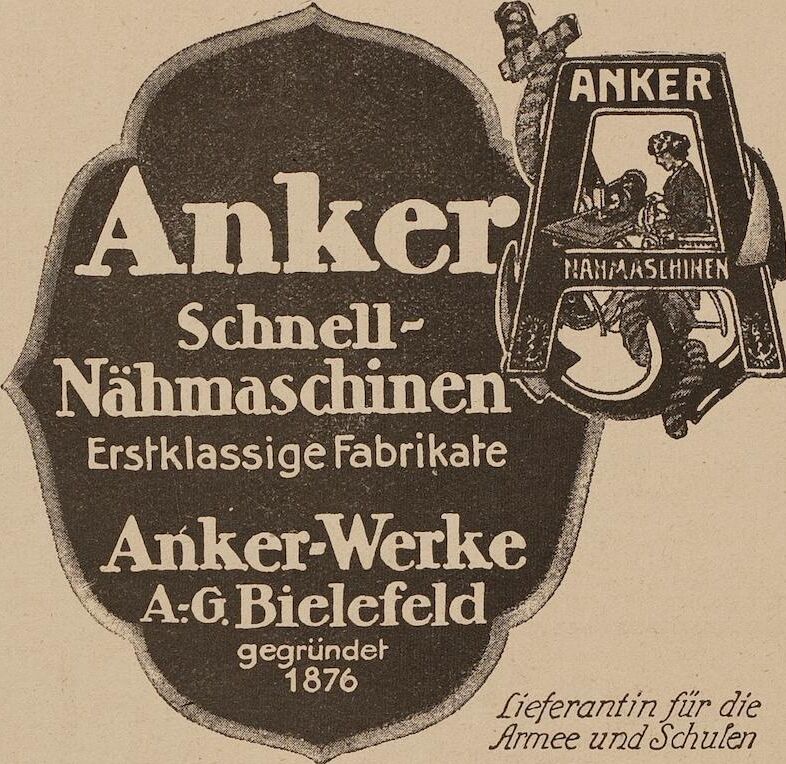 Anker
Schnell-
Nähmaschinen
Erstklassige Fabrikate
Anker-Werke
A.-G. Bielefeld
gegründet
1876
ANKER
NÄHMASCHINEN
Lieferantin für die
Armee und Schulen